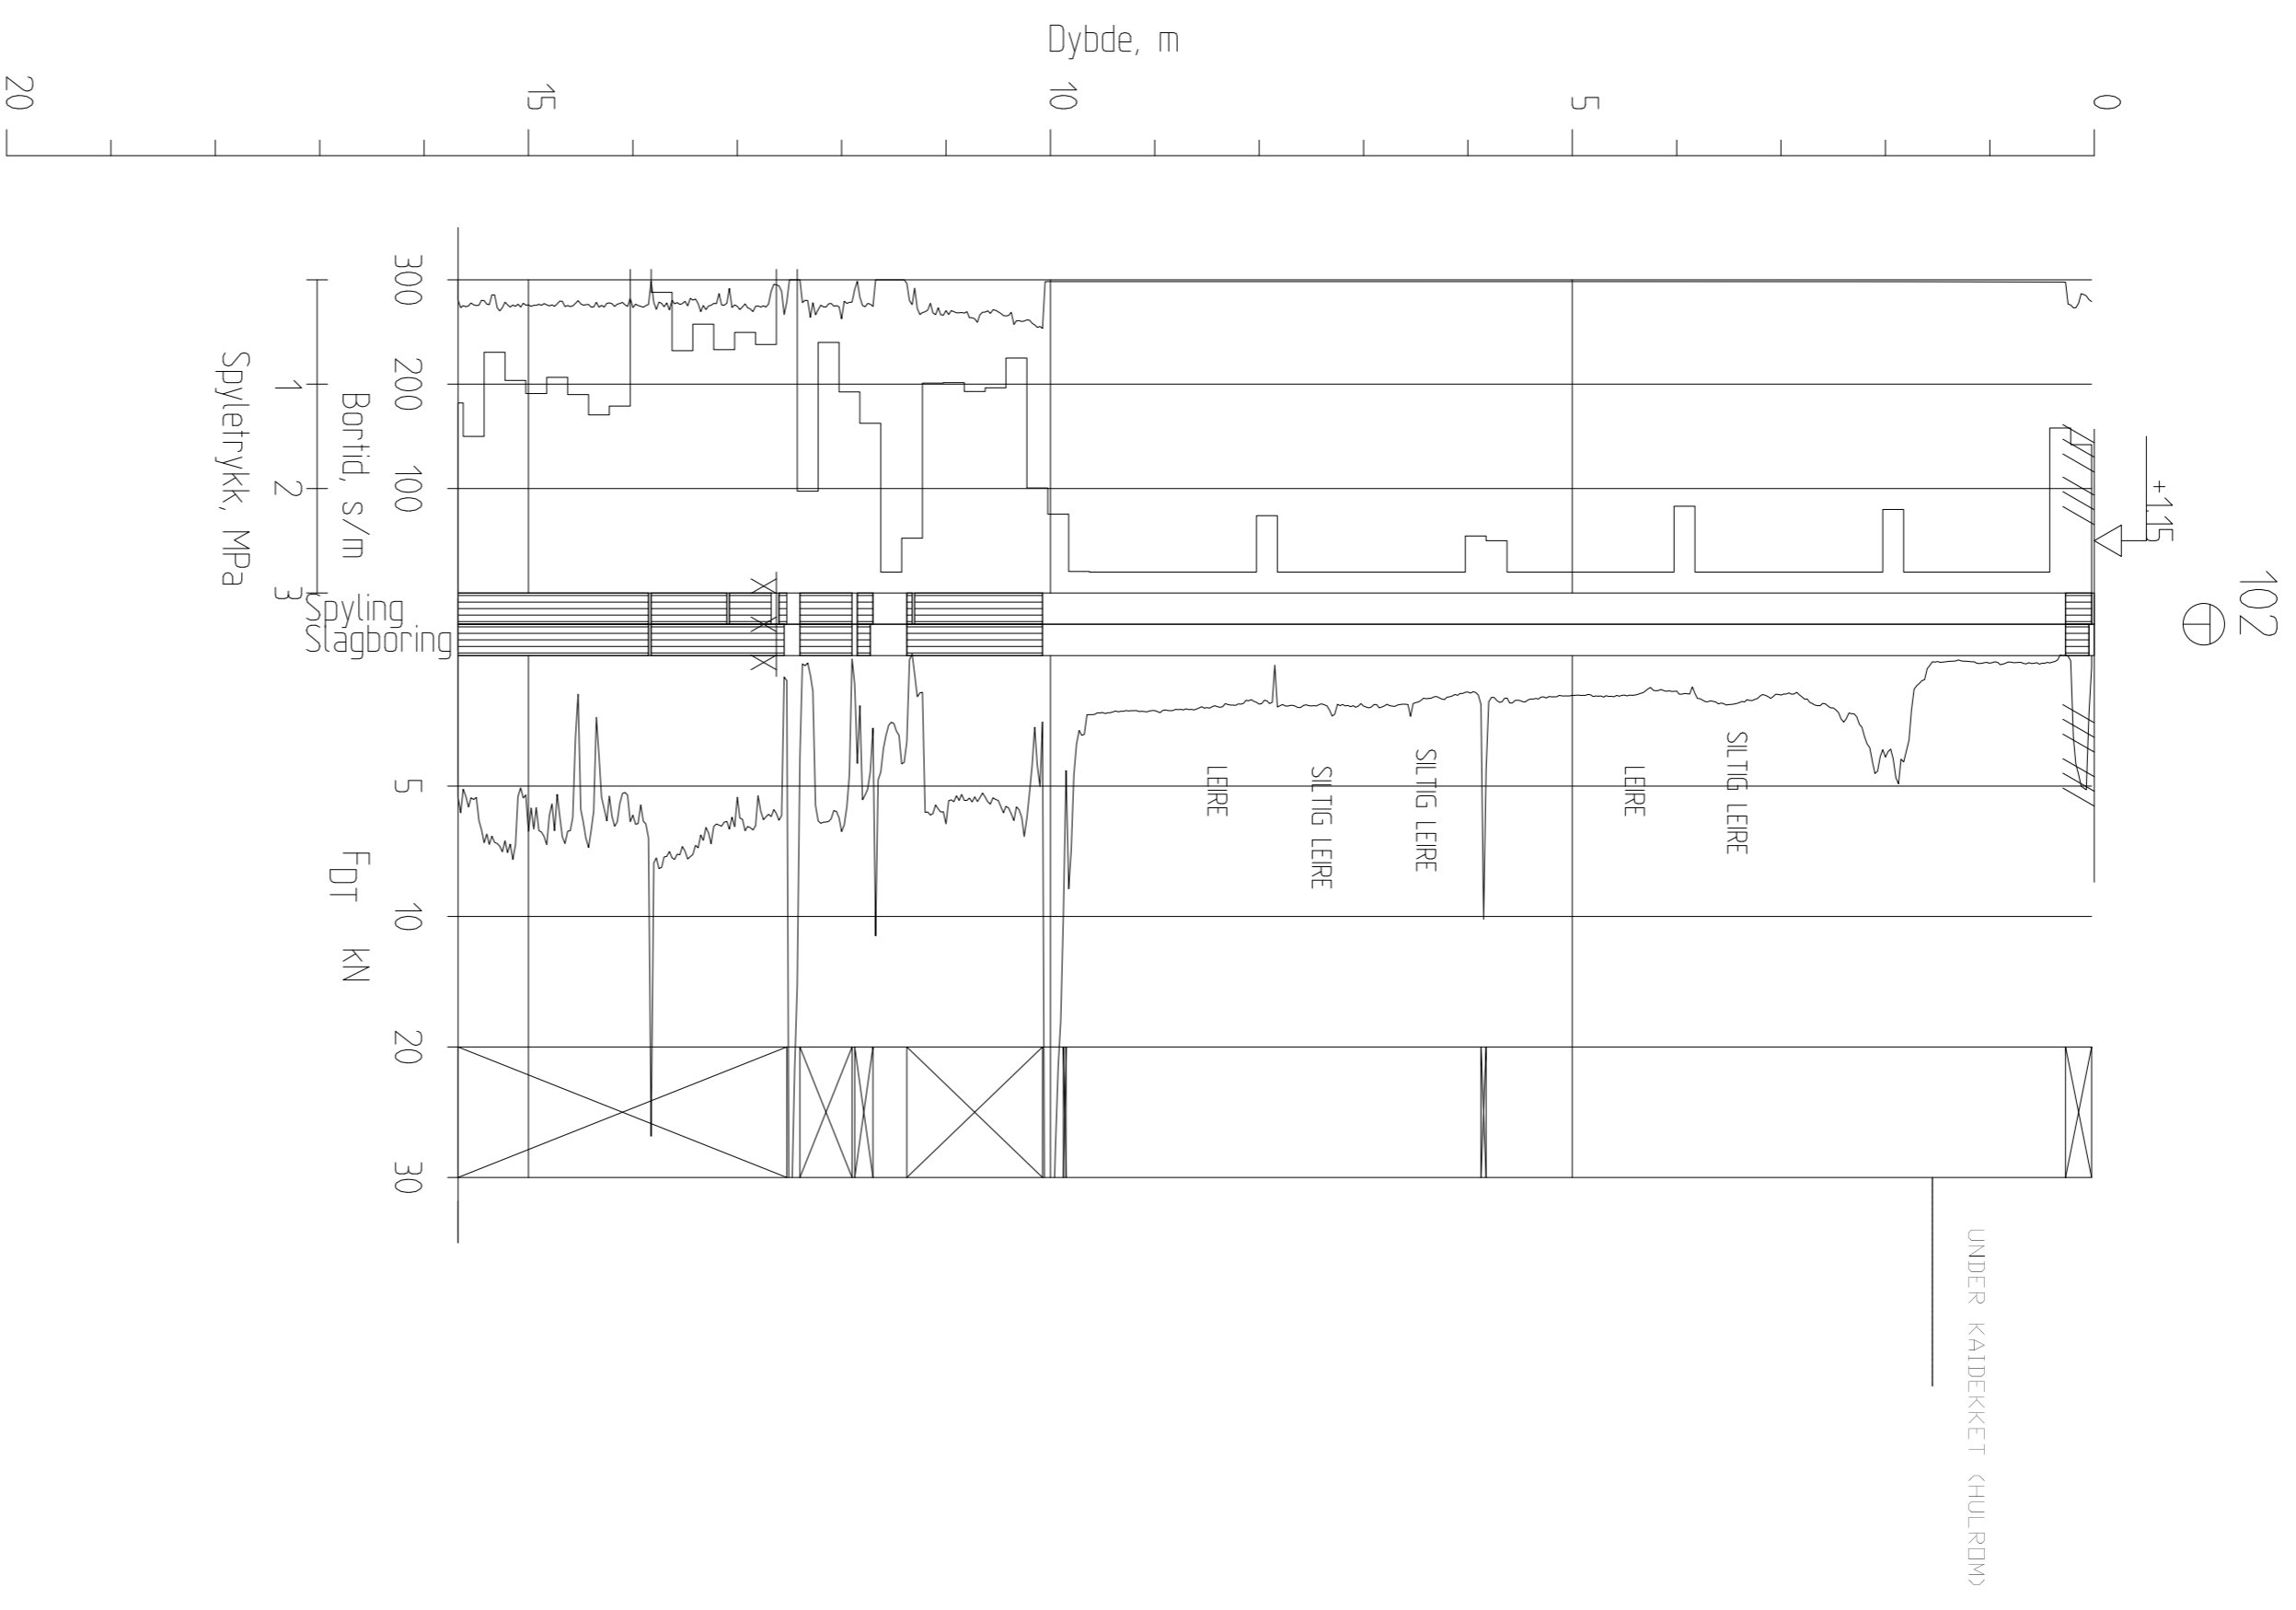 102
+1,15
Dybde, m
0
5
10
15
20
UNDER KAIDEKKET (HULROM)
SILTIG LEIRE
LEIRE
SILTIG LEIRE
SILTIG LEIRE
LEIRE
Spyling
Slagboring
300 200 100 5 10 20 30
Bortid, s/m FDT kN
1 2 3
Spyletrykk, MPa